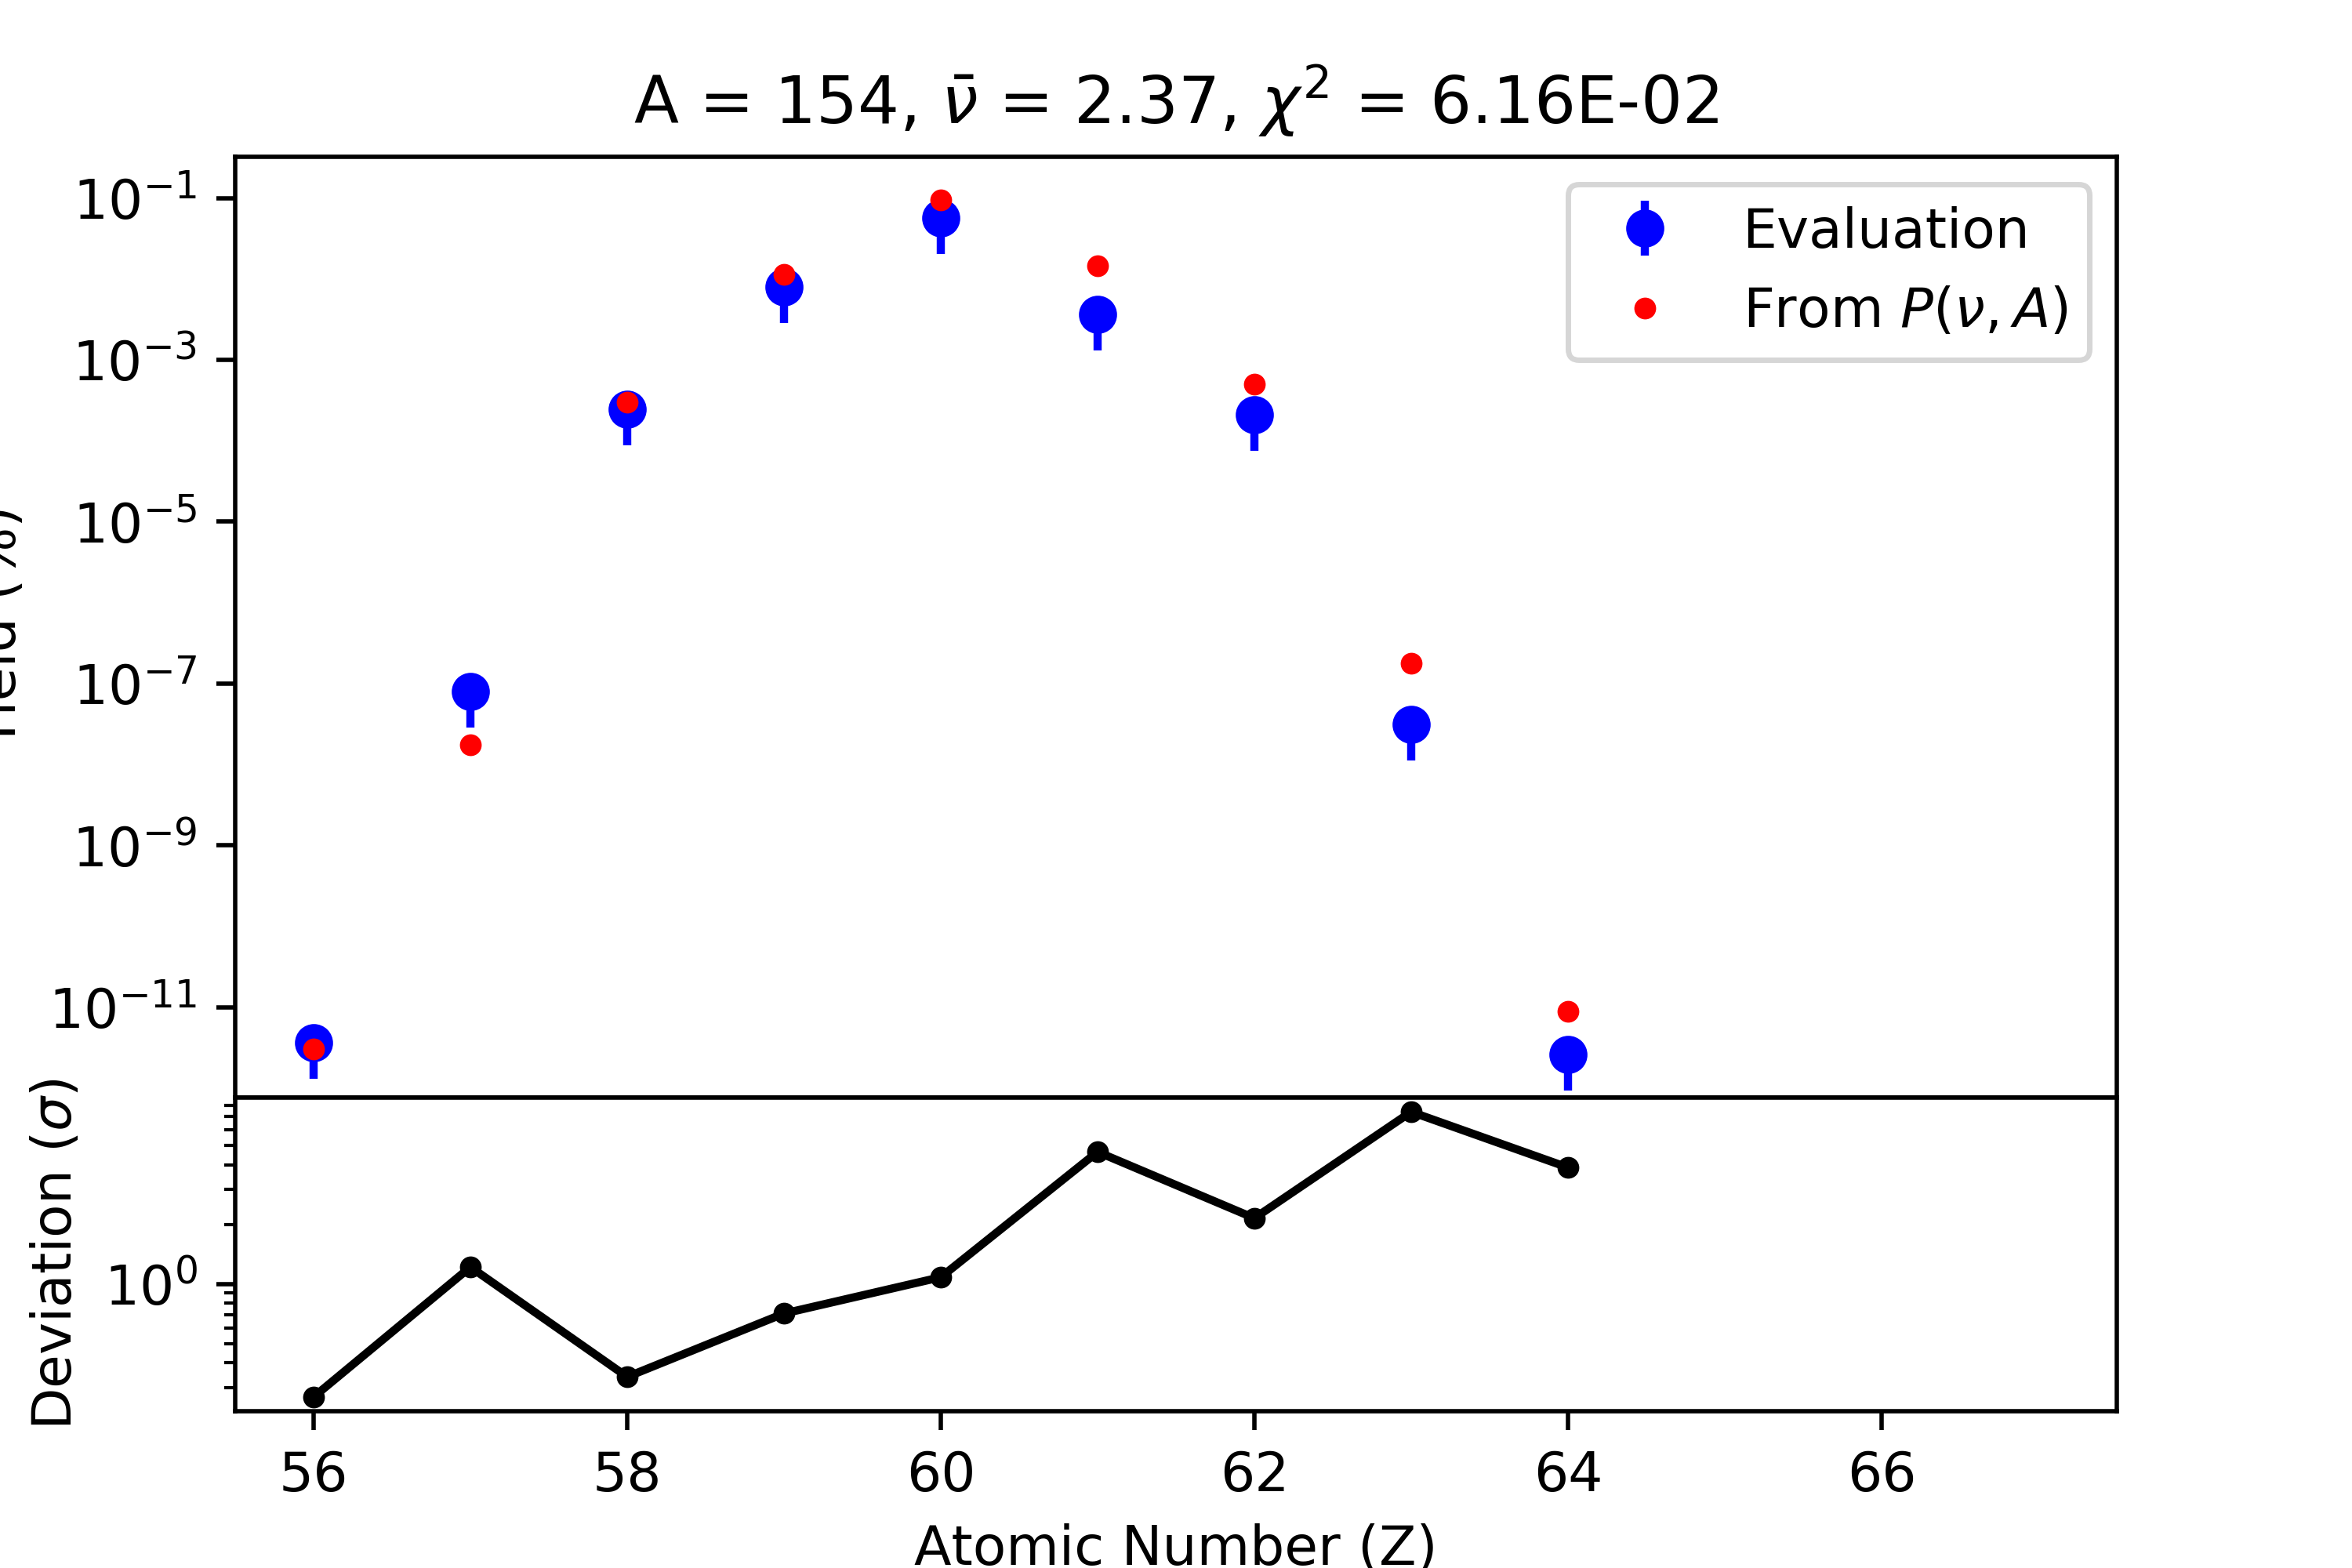 A = 154, ν̄ = 2.37, χ² = 6.16E-02
10⁻¹
10⁻³
10⁻⁵
10⁻⁷
10⁻⁹
10⁻¹¹
(%)
Evaluation
From P(ν, A)
Deviation (σ)
10⁰
56 58 60 62 64 66
Atomic Number (Z)